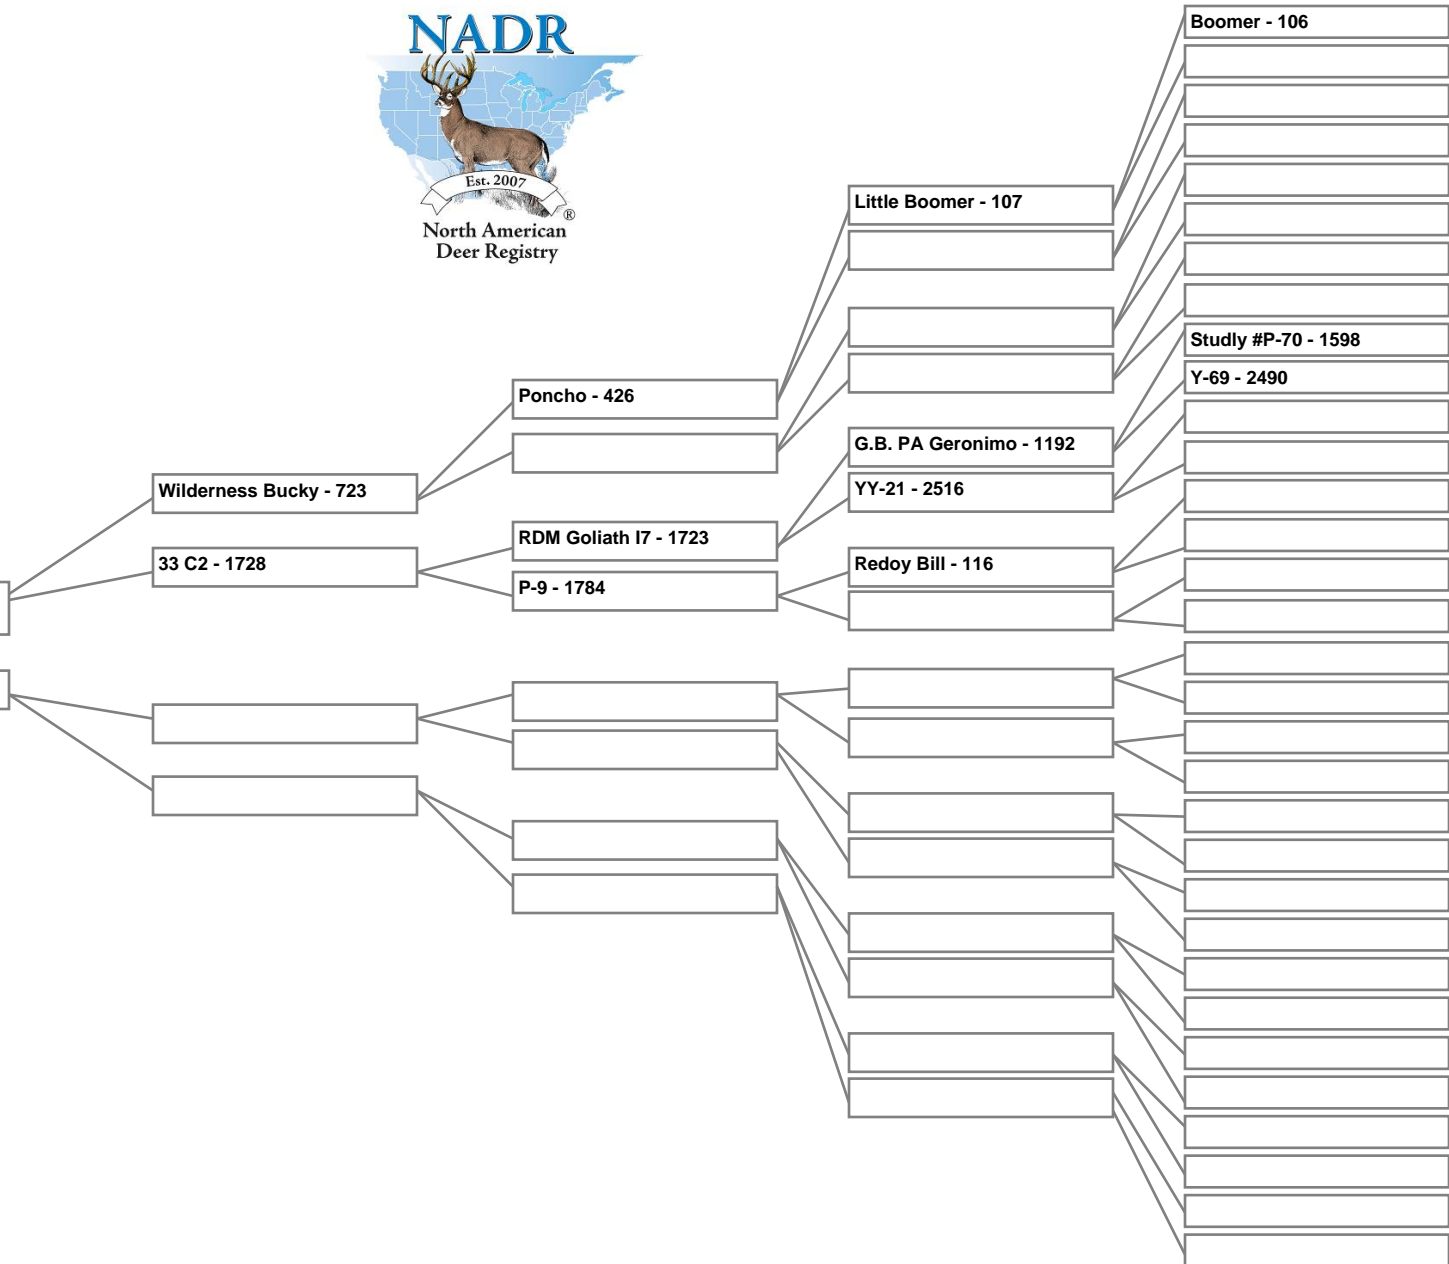 NADR
Est. 2007
®
North American
Deer Registry
Boomer - 106
Little Boomer - 107
Studly #P-70 - 1598
Y-69 - 2490
Poncho - 426
G.B. PA Geronimo - 1192
YY-21 - 2516
Wilderness Bucky - 723
RDM Goliath I7 - 1723
33 C2 - 1728
Redoy Bill - 116
P-9 - 1784